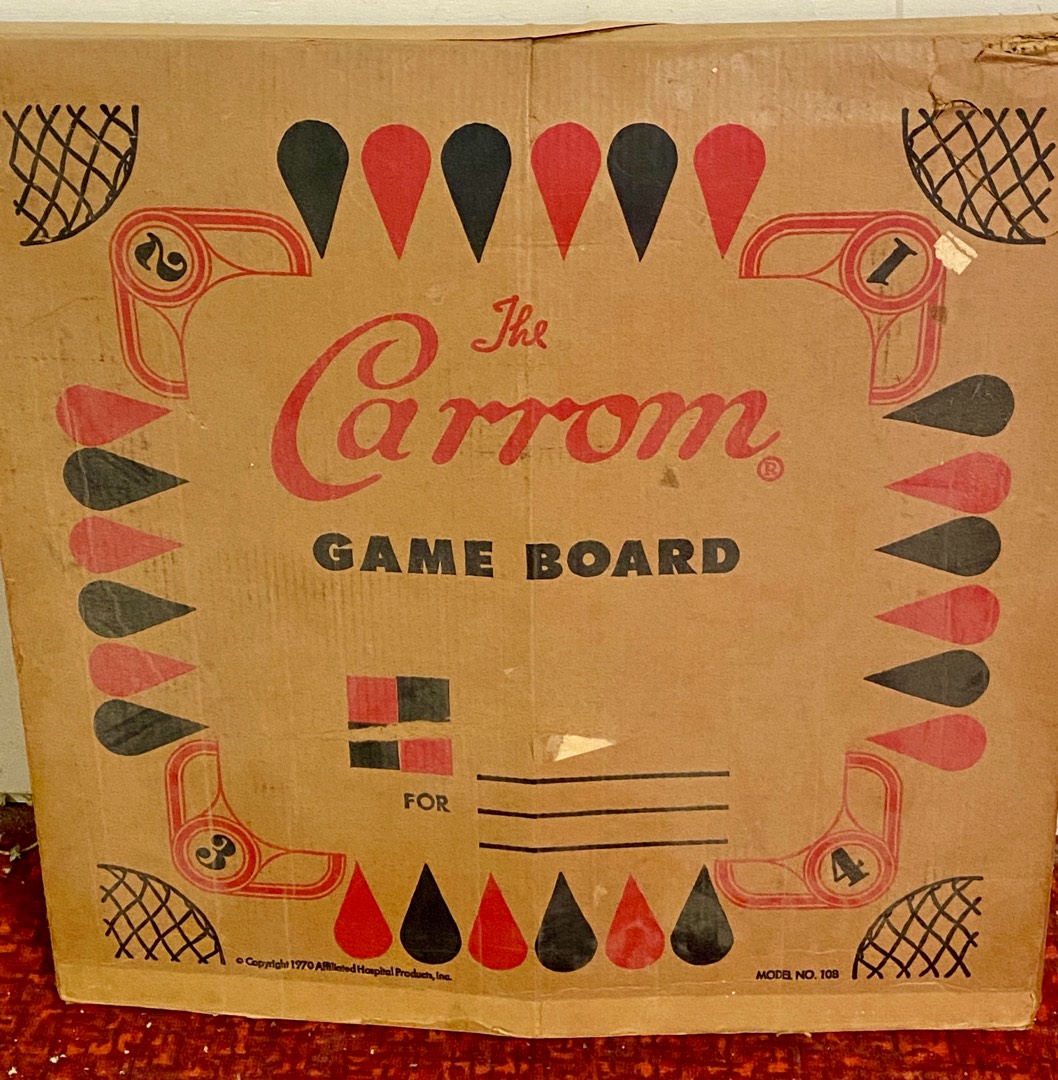 2
1
The
Carrom®
GAME BOARD
FOR
3
4
© Copyright 1970 Affiliated Hospital Products, Inc.
MODEL NO. 108